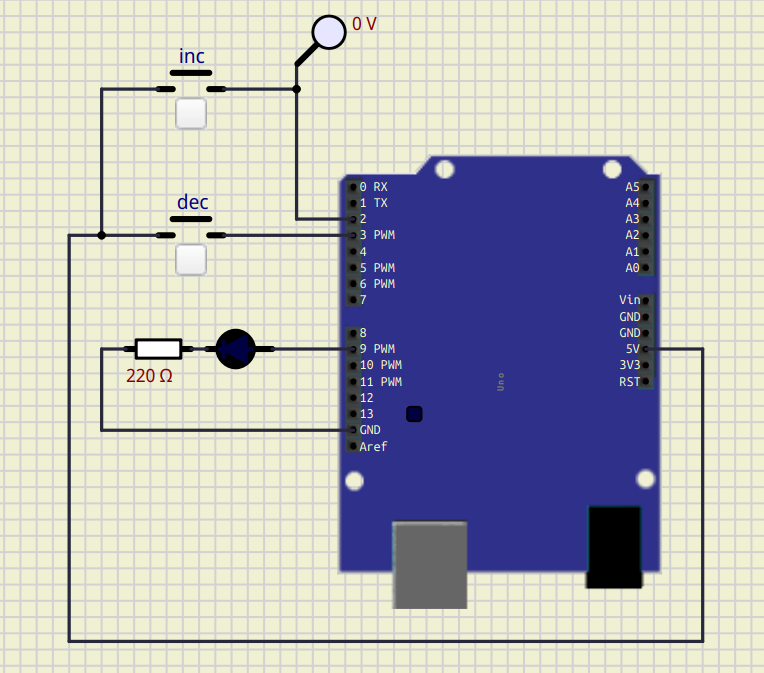 0 V
inc
dec
220 Ω
0 RX
1 TX
2
3 PWM
4
5 PWM
6 PWM
7
8
9 PWM
10 PWM
11 PWM
12
13
GND
Aref
A5
A4
A3
A2
A1
A0
Vin
GND
GND
5V
3V3
RST
Uno